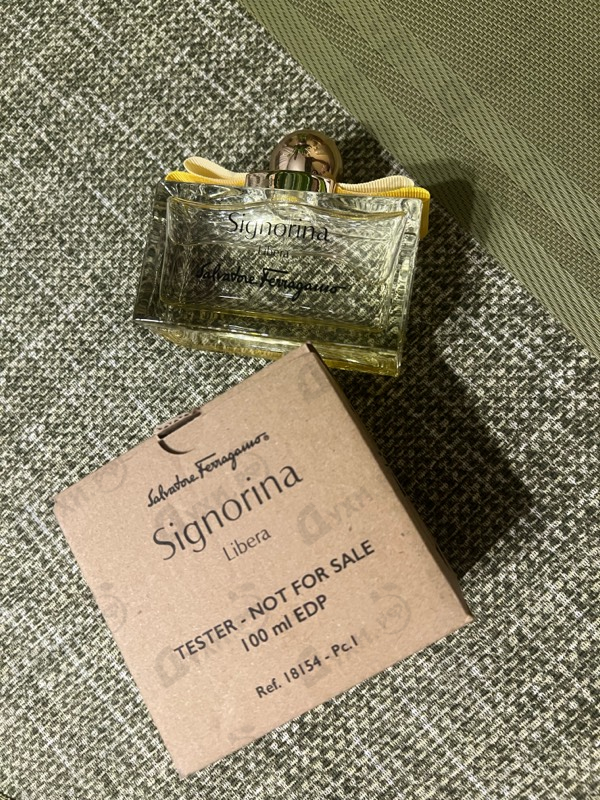 Signorina
Libera
Salvatore Ferragamo
Salvatore Ferragamo®
Signorina
Libera
TESTER - NOT FOR SALE
100 ml EDP
Ref. 18154 - Pc.1